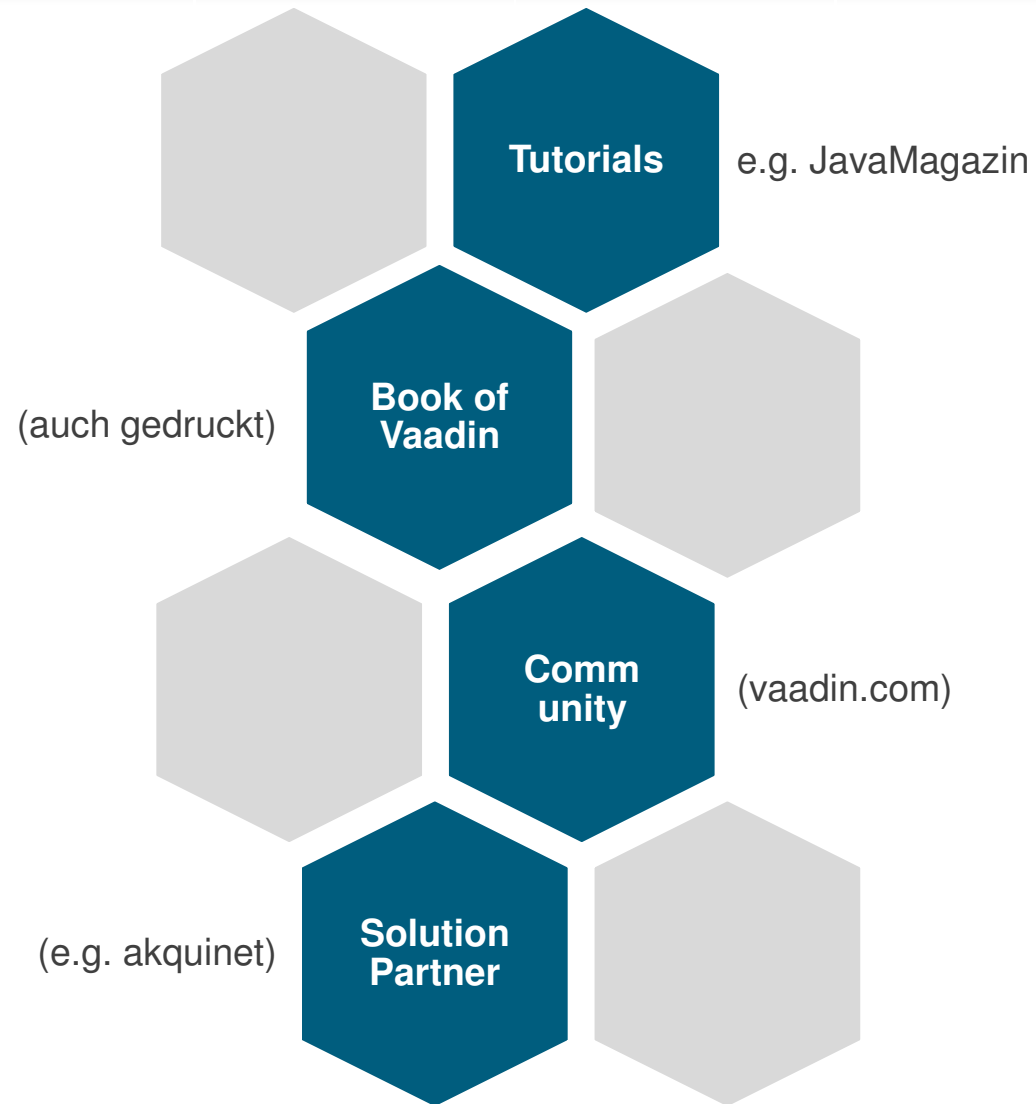 Tutorials
e.g. JavaMagazin
(auch gedruckt)
Book of
Vaadin
Comm
unity
(vaadin.com)
(e.g. akquinet)
Solution
Partner